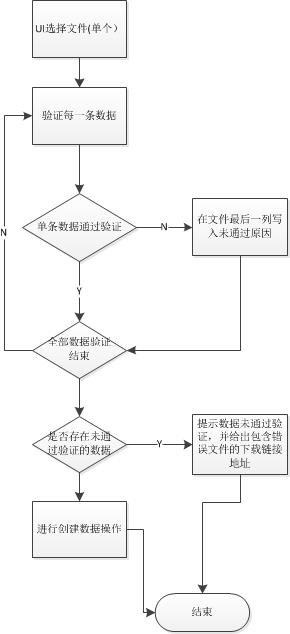 UI选择文件(单个）
验证每一条数据
单条数据通过验证
N
在文件最后一列写
入未通过原因
N
Y
全部数据验证
结束
是否存在未通
过验证的数据
Y
提示数据未通过验
证，并给出包含错
误文件的下载链接
地址
进行创建数据操作
结束